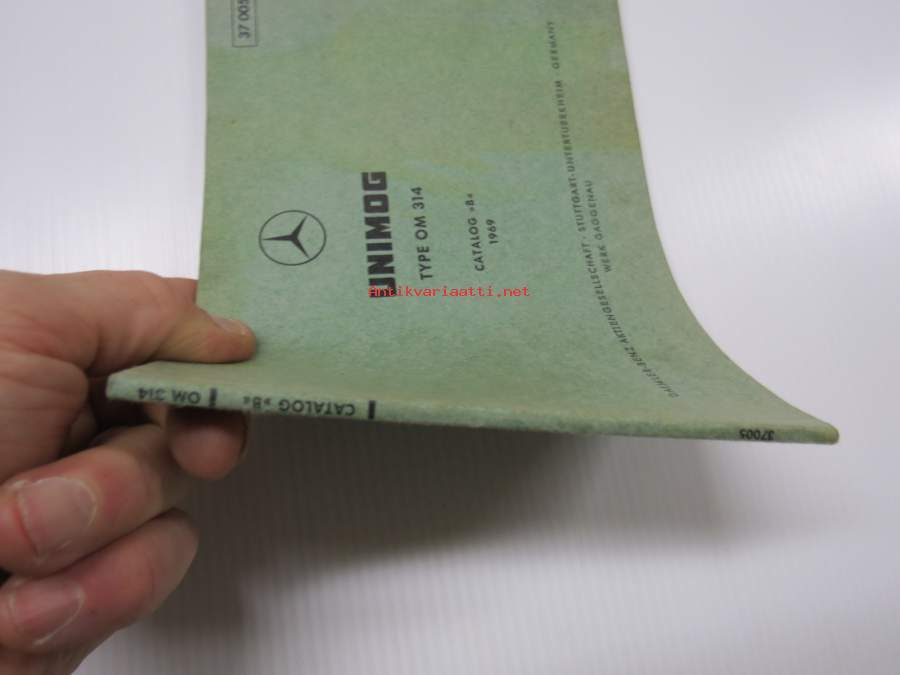 37 005
UNIMOG
TYPE OM 314
CATALOG »B«
1969
DAIMLER-BENZ AKTIENGESELLSCHAFT · STUTTGART-UNTERTÜRKHEIM · GERMANY
WERK GAGGENAU
OM 314 CATALOG »B« 37005
Antikvariaatti.net